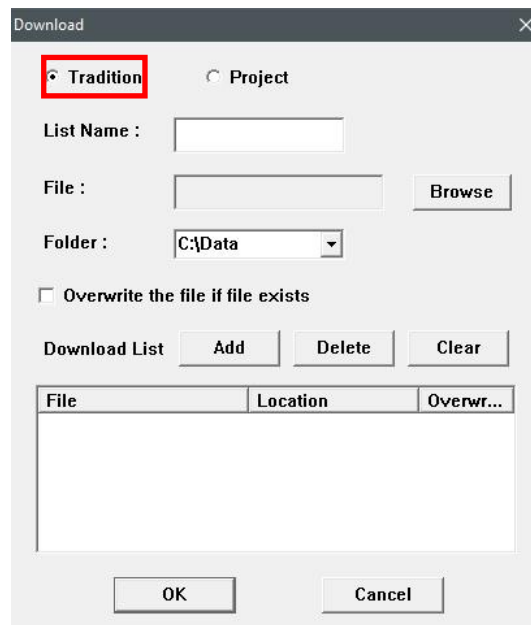 Download
Tradition Project
List Name :
File : Browse
Folder : C:\Data
Overwrite the file if file exists
Download List Add Delete Clear
File Location Overwr...
OK Cancel